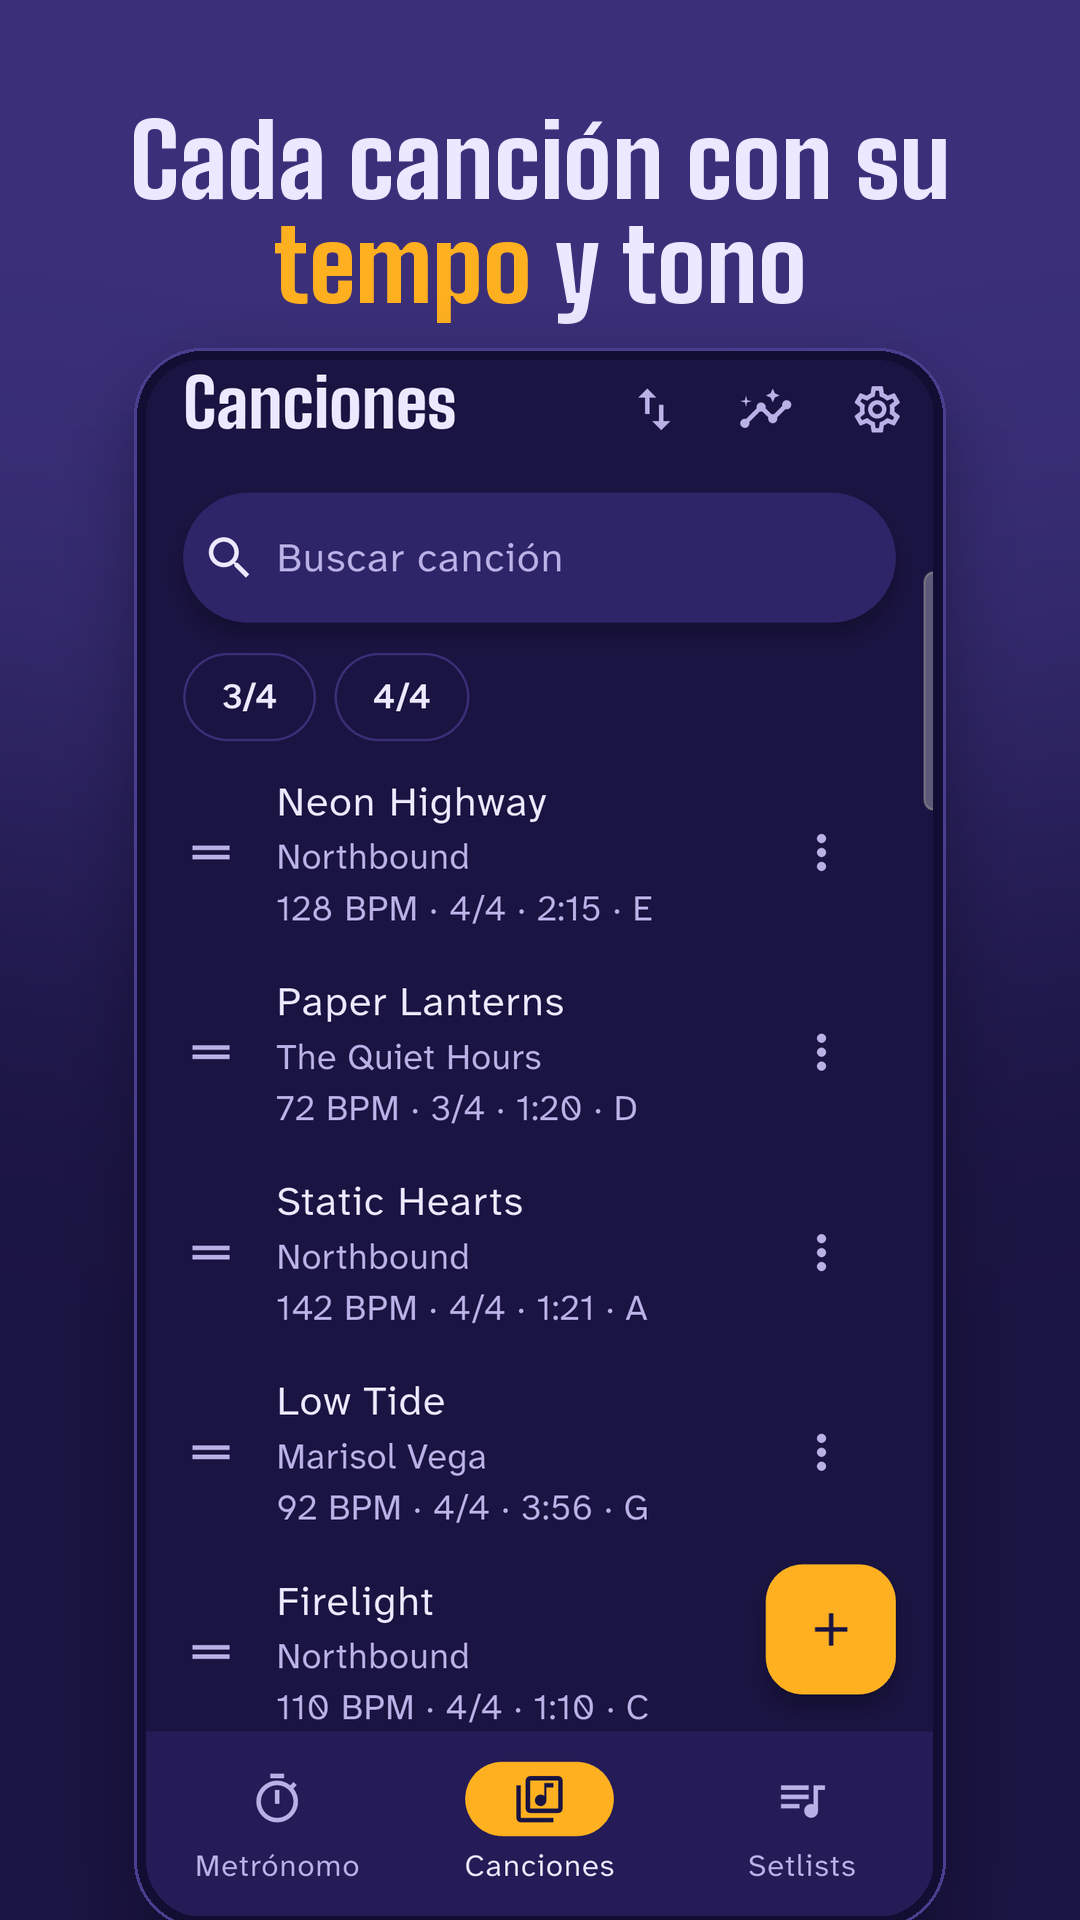 Cada canción con su
tempo y tono
Canciones
Buscar canción
3/4
4/4
Neon Highway
Northbound
128 BPM · 4/4 · 2:15 · E
Paper Lanterns
The Quiet Hours
72 BPM · 3/4 · 1:20 · D
Static Hearts
Northbound
142 BPM · 4/4 · 1:21 · A
Low Tide
Marisol Vega
92 BPM · 4/4 · 3:56 · G
Firelight
Northbound
110 BPM · 4/4 · 1:10 · C
Metrónomo
Canciones
Setlists